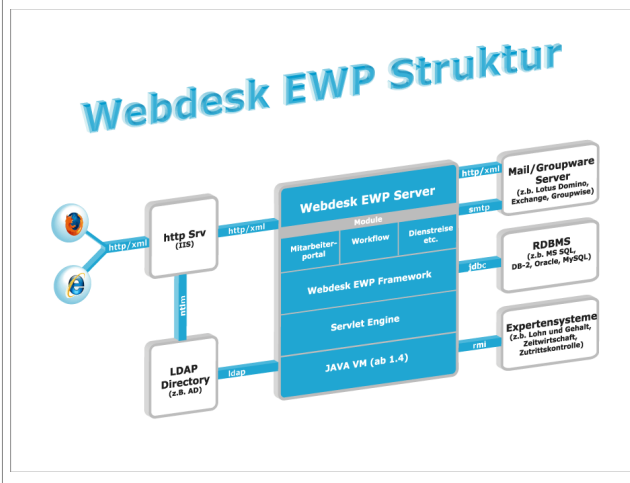 Webdesk EWP Struktur
http/xml
http Srv
(IIS)
http/xml
ntlm
LDAP
Directory
(z.B. AD)
ldap
Webdesk EWP Server
Module
Mitarbeiter-
portal
Workflow
Dienstreise
etc.
Webdesk EWP Framework
Servlet Engine
JAVA VM (ab 1.4)
http/xml
smtp
jdbc
rmi
Mail/Groupware
Server
(z.b. Lotus Domino,
Exchange, Groupwise)
RDBMS
(z.b. MS SQL,
DB-2, Oracle, MySQL)
Expertensysteme
(z.b. Lohn und Gehalt,
Zeitwirtschaft,
Zutrittskontrolle)